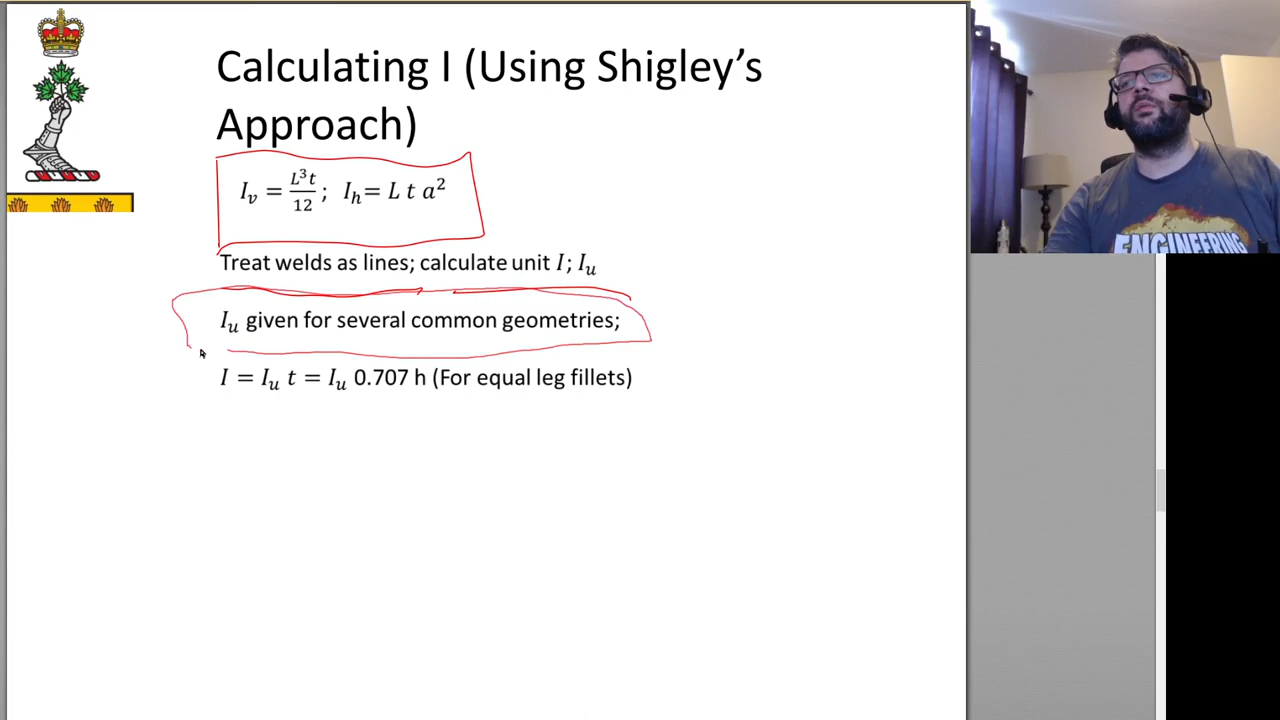 Calculating I (Using Shigley's
Approach)
I_v = L³t/12 ; I_h = L t a²
Treat welds as lines; calculate unit I; I_u
I_u given for several common geometries;
I = I_u t = I_u 0.707 h (For equal leg fillets)
ENGINEERING